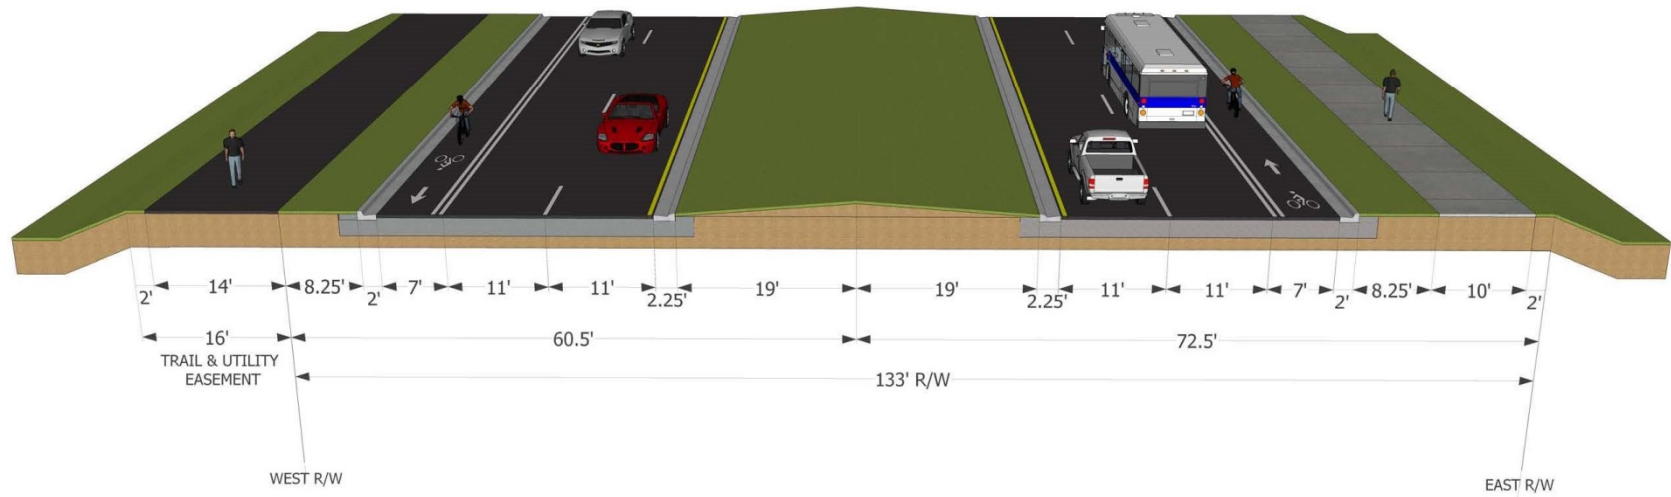 2' 14' 8.25' 2' 7' 11' 11' 2.25' 19' 19' 2.25' 11' 11' 7' 2' 8.25' 10' 2'
16' 60.5' 72.5'
TRAIL & UTILITY
EASEMENT
133' R/W
WEST R/W
EAST R/W